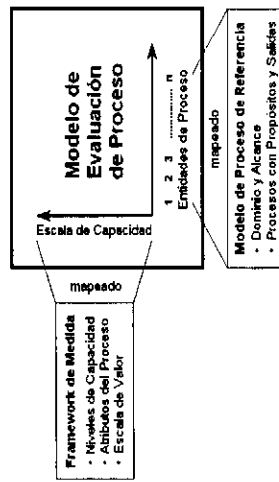 Framework de Medida
• Niveles de Capacidad
• Atributos del Proceso
• Escala de Valor
mapeado
Escala de Capacidad
Modelo de
Evaluación
de Proceso
1 2 3 .................. n
Entidades de Proceso
mapeado
Modelo de Proceso de Referencia
• Dominio y Alcance
• Procesos con Propósitos y Salidas